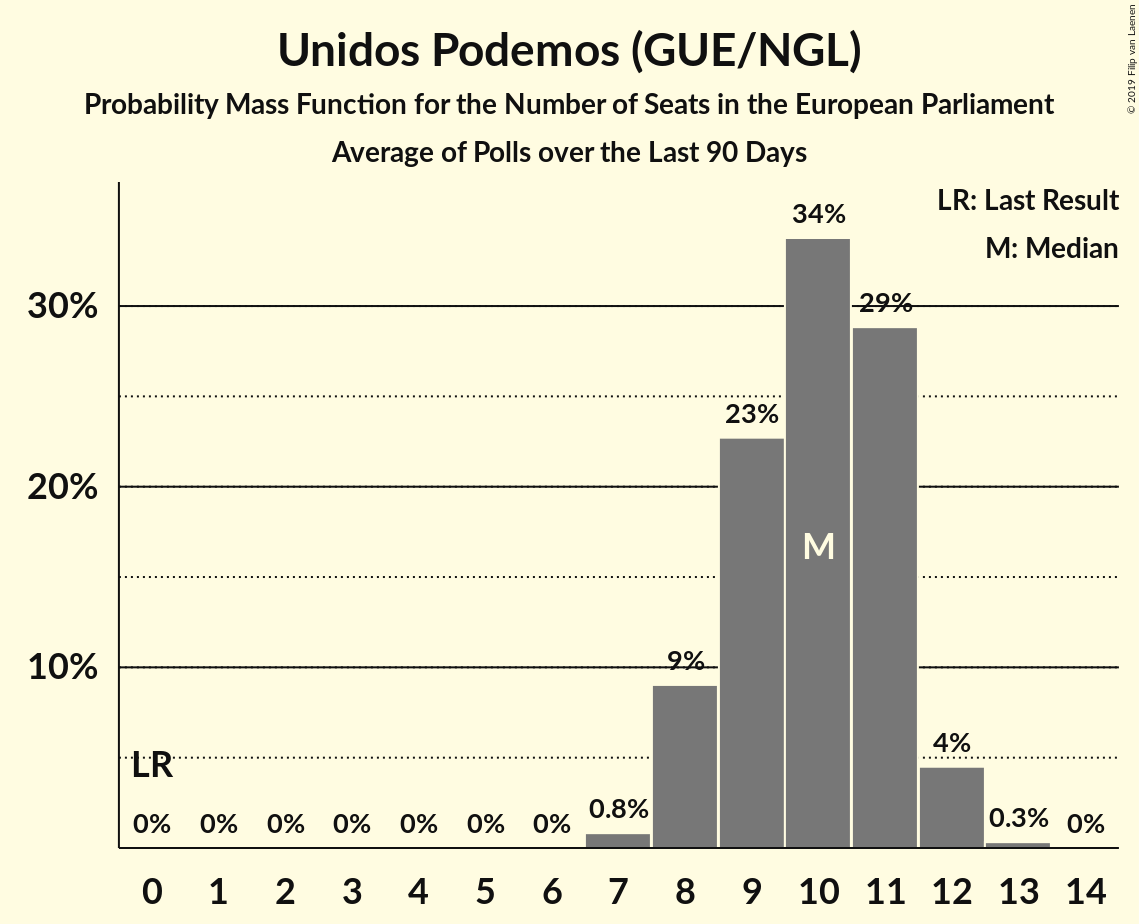 Unidos Podemos (GUE/NGL)
Probability Mass Function for the Number of Seats in the European Parliament
Average of Polls over the Last 90 Days
© 2019 Filip van Laenen
LR: Last Result
M: Median
34%
30%
29%
23%
20%
M
10%
9%
4%
LR
0% 0% 0% 0% 0% 0% 0% 0.8% 0.3% 0%
0 1 2 3 4 5 6 7 8 9 10 11 12 13 14